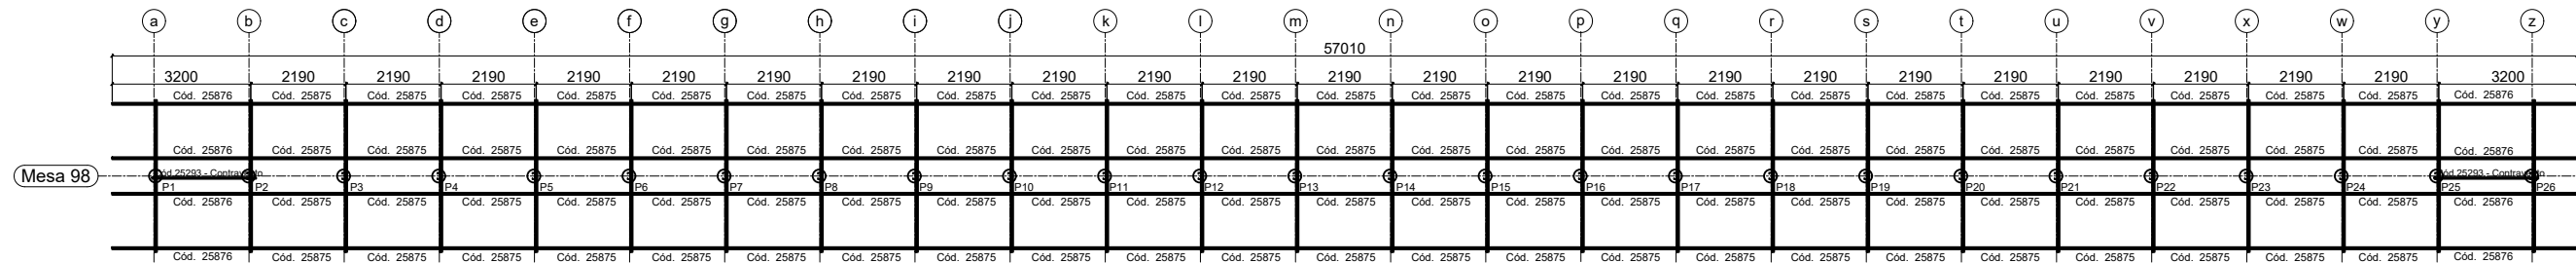 a b c d e f g h i j k l m n o p q r s t u v x w y z
57010
3200 2190 2190 2190 2190 2190 2190 2190 2190 2190 2190 2190 2190 2190 2190 2190 2190 2190 2190 2190 2190 2190 2190 2190 3200
Cód. 25876 Cód. 25875 Cód. 25875 Cód. 25875 Cód. 25875 Cód. 25875 Cód. 25875 Cód. 25875 Cód. 25875 Cód. 25875 Cód. 25875 Cód. 25875 Cód. 25875 Cód. 25875 Cód. 25875 Cód. 25875 Cód. 25875 Cód. 25875 Cód. 25875 Cód. 25875 Cód. 25875 Cód. 25875 Cód. 25875 Cód. 25875 Cód. 25876
Cód. 25876 Cód. 25875 Cód. 25875 Cód. 25875 Cód. 25875 Cód. 25875 Cód. 25875 Cód. 25875 Cód. 25875 Cód. 25875 Cód. 25875 Cód. 25875 Cód. 25875 Cód. 25875 Cód. 25875 Cód. 25875 Cód. 25875 Cód. 25875 Cód. 25875 Cód. 25875 Cód. 25875 Cód. 25875 Cód. 25875 Cód. 25875 Cód. 25876
Mesa 98 Cód 25293 - Contravento Cód 25293 - Contravento
P1 P2 P3 P4 P5 P6 P7 P8 P9 P10 P11 P12 P13 P14 P15 P16 P17 P18 P19 P20 P21 P22 P23 P24 P25 P26
Cód. 25876 Cód. 25875 Cód. 25875 Cód. 25875 Cód. 25875 Cód. 25875 Cód. 25875 Cód. 25875 Cód. 25875 Cód. 25875 Cód. 25875 Cód. 25875 Cód. 25875 Cód. 25875 Cód. 25875 Cód. 25875 Cód. 25875 Cód. 25875 Cód. 25875 Cód. 25875 Cód. 25875 Cód. 25875 Cód. 25875 Cód. 25875 Cód. 25876
Cód. 25876 Cód. 25875 Cód. 25875 Cód. 25875 Cód. 25875 Cód. 25875 Cód. 25875 Cód. 25875 Cód. 25875 Cód. 25875 Cód. 25875 Cód. 25875 Cód. 25875 Cód. 25875 Cód. 25875 Cód. 25875 Cód. 25875 Cód. 25875 Cód. 25875 Cód. 25875 Cód. 25875 Cód. 25875 Cód. 25875 Cód. 25875 Cód. 25876